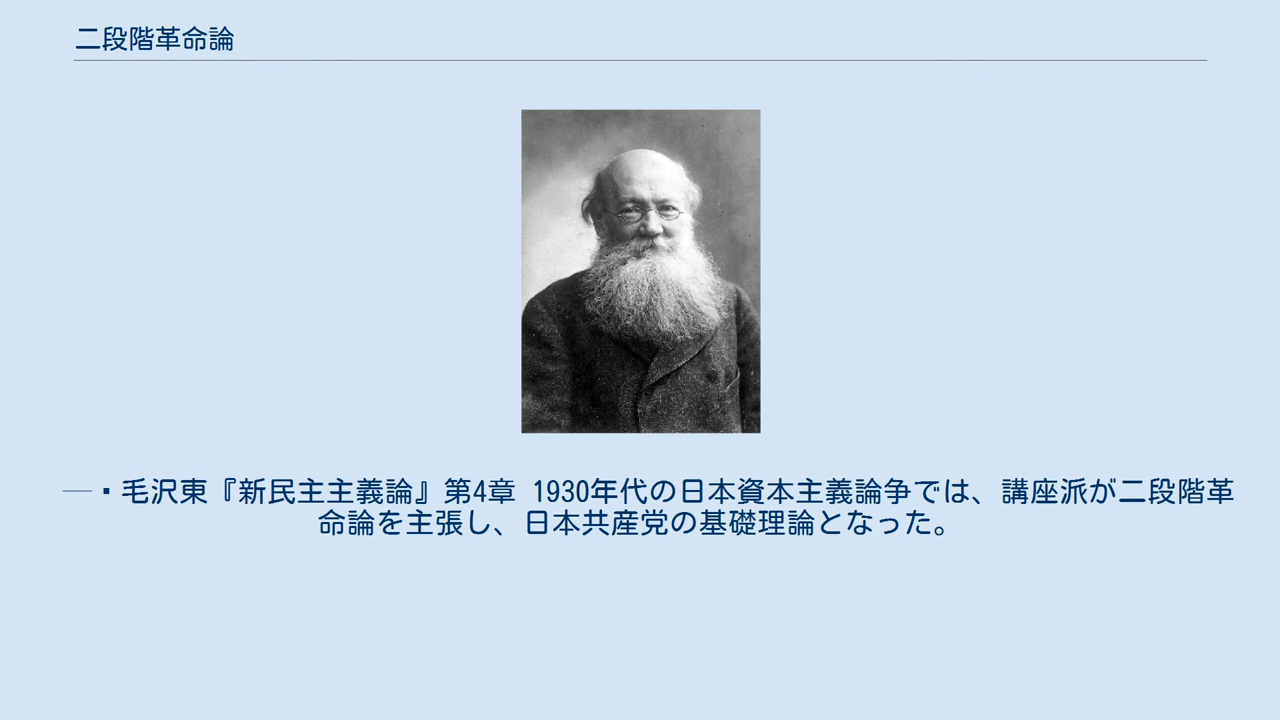 二段階革命論
― ▪ 毛沢東『新民主主義論』第4章 1930年代の日本資本主義論争では、講座派が二段階革
命論を主張し、日本共産党の基礎理論となった。